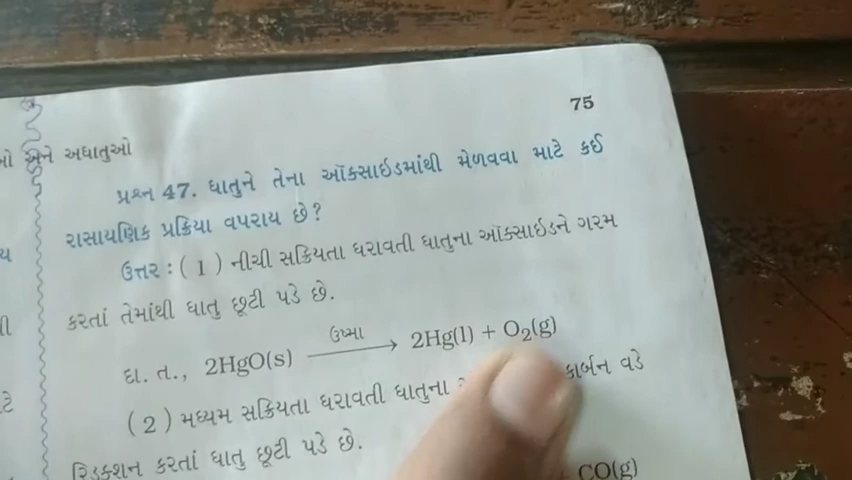 75
અને અધાતુઓ
પ્રશ્ન 47. ધાતુને તેના ઑક્સાઇડમાંથી મેળવવા માટે કઈ
રાસાયણિક પ્રક્રિયા વપરાય છે?
ઉત્તર : ( 1 ) નીચી સક્રિયતા ધરાવતી ધાતુના ઑક્સાઇડને ગરમ
કરતાં તેમાંથી ધાતુ છૂટી પડે છે.
દા. ત., 2HgO(s) ઉષ્મા → 2Hg(l) + O₂(g)
( 2 ) મધ્યમ સક્રિયતા ધરાવતી ધાતુના કાર્બન વડે
રિડક્શન કરતાં ધાતુ છૂટી પડે છે.
CO(g)